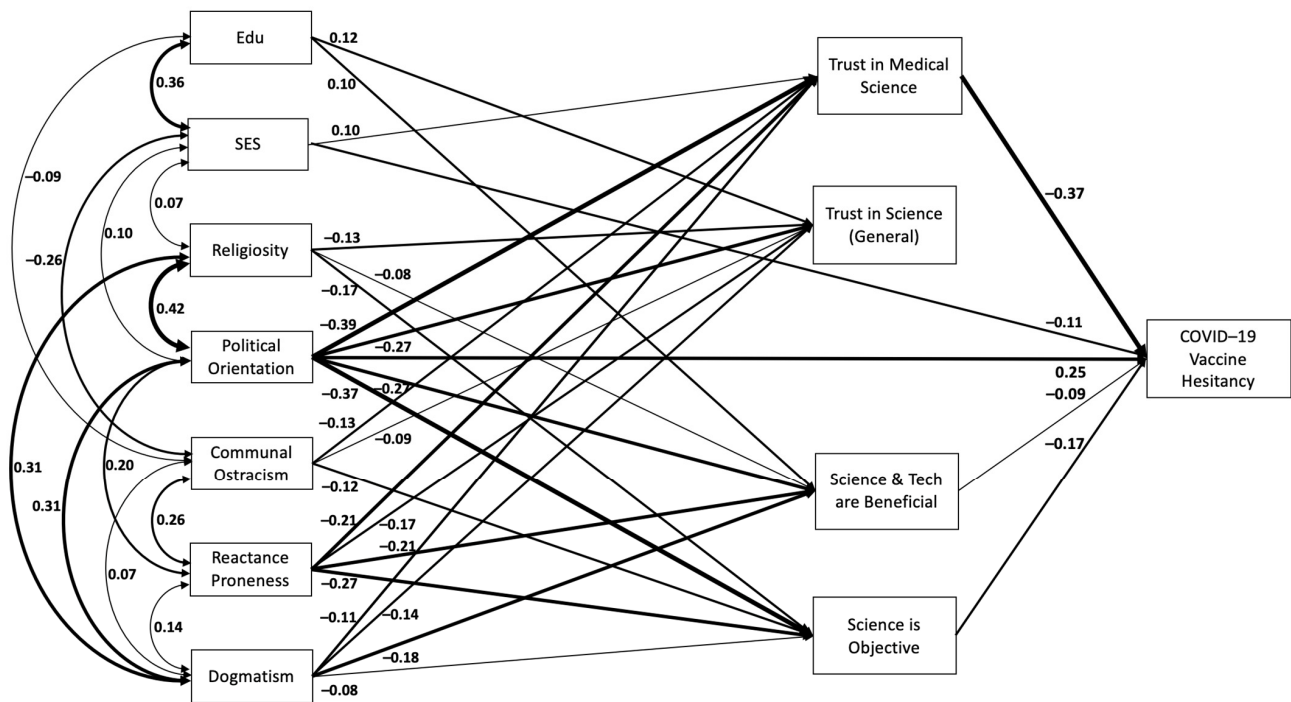 Edu
0.12
0.10
0.36
SES
0.10
–0.09
0.07
0.10
–0.26
Religiosity
–0.13
–0.08
–0.17
0.42
Political
Orientation
–0.39
–0.27
–0.27
–0.37
–0.13
–0.09
Communal
Ostracism
0.31
0.31
0.20
0.26
–0.12
–0.21
–0.17
–0.21
Reactance
Proneness
–0.27
0.07
0.14
–0.11
–0.14
–0.18
Dogmatism
–0.08
Trust in Medical
Science
Trust in Science
(General)
Science & Tech
are Beneficial
Science is
Objective
–0.37
–0.11
0.25
–0.09
–0.17
COVID–19
Vaccine
Hesitancy